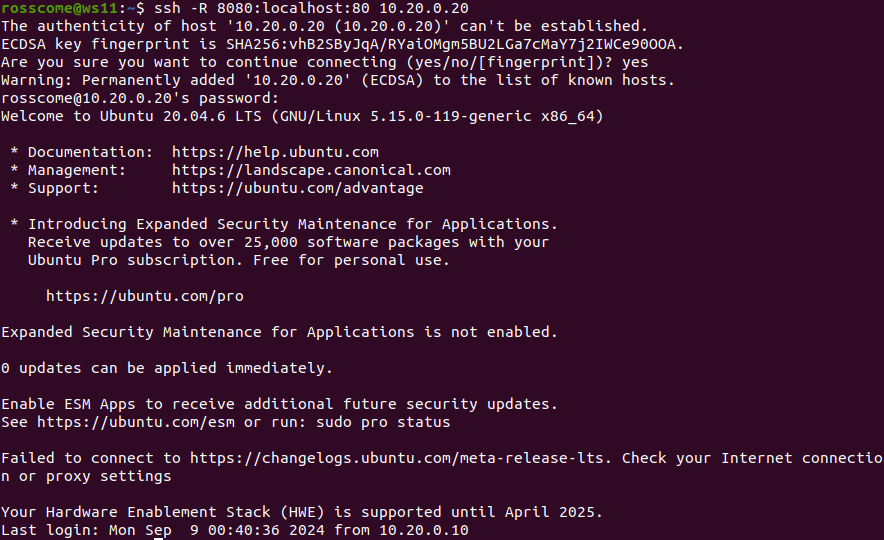 rosscome@ws11:~$ ssh -R 8080:localhost:80 10.20.0.20
The authenticity of host '10.20.0.20 (10.20.0.20)' can't be established.
ECDSA key fingerprint is SHA256:vhB2SByJqA/RYaiOMgm5BU2LGa7cMaY7j2IWCe90OOA.
Are you sure you want to continue connecting (yes/no/[fingerprint])? yes
Warning: Permanently added '10.20.0.20' (ECDSA) to the list of known hosts.
rosscome@10.20.0.20's password:
Welcome to Ubuntu 20.04.6 LTS (GNU/Linux 5.15.0-119-generic x86_64)

 * Documentation:  https://help.ubuntu.com
 * Management:     https://landscape.canonical.com
 * Support:        https://ubuntu.com/advantage

 * Introducing Expanded Security Maintenance for Applications.
   Receive updates to over 25,000 software packages with your
   Ubuntu Pro subscription. Free for personal use.

     https://ubuntu.com/pro

Expanded Security Maintenance for Applications is not enabled.

0 updates can be applied immediately.

Enable ESM Apps to receive additional future security updates.
See https://ubuntu.com/esm or run: sudo pro status

Failed to connect to https://changelogs.ubuntu.com/meta-release-lts. Check your Internet connectio
n or proxy settings

Your Hardware Enablement Stack (HWE) is supported until April 2025.
Last login: Mon Sep  9 00:40:36 2024 from 10.20.0.10